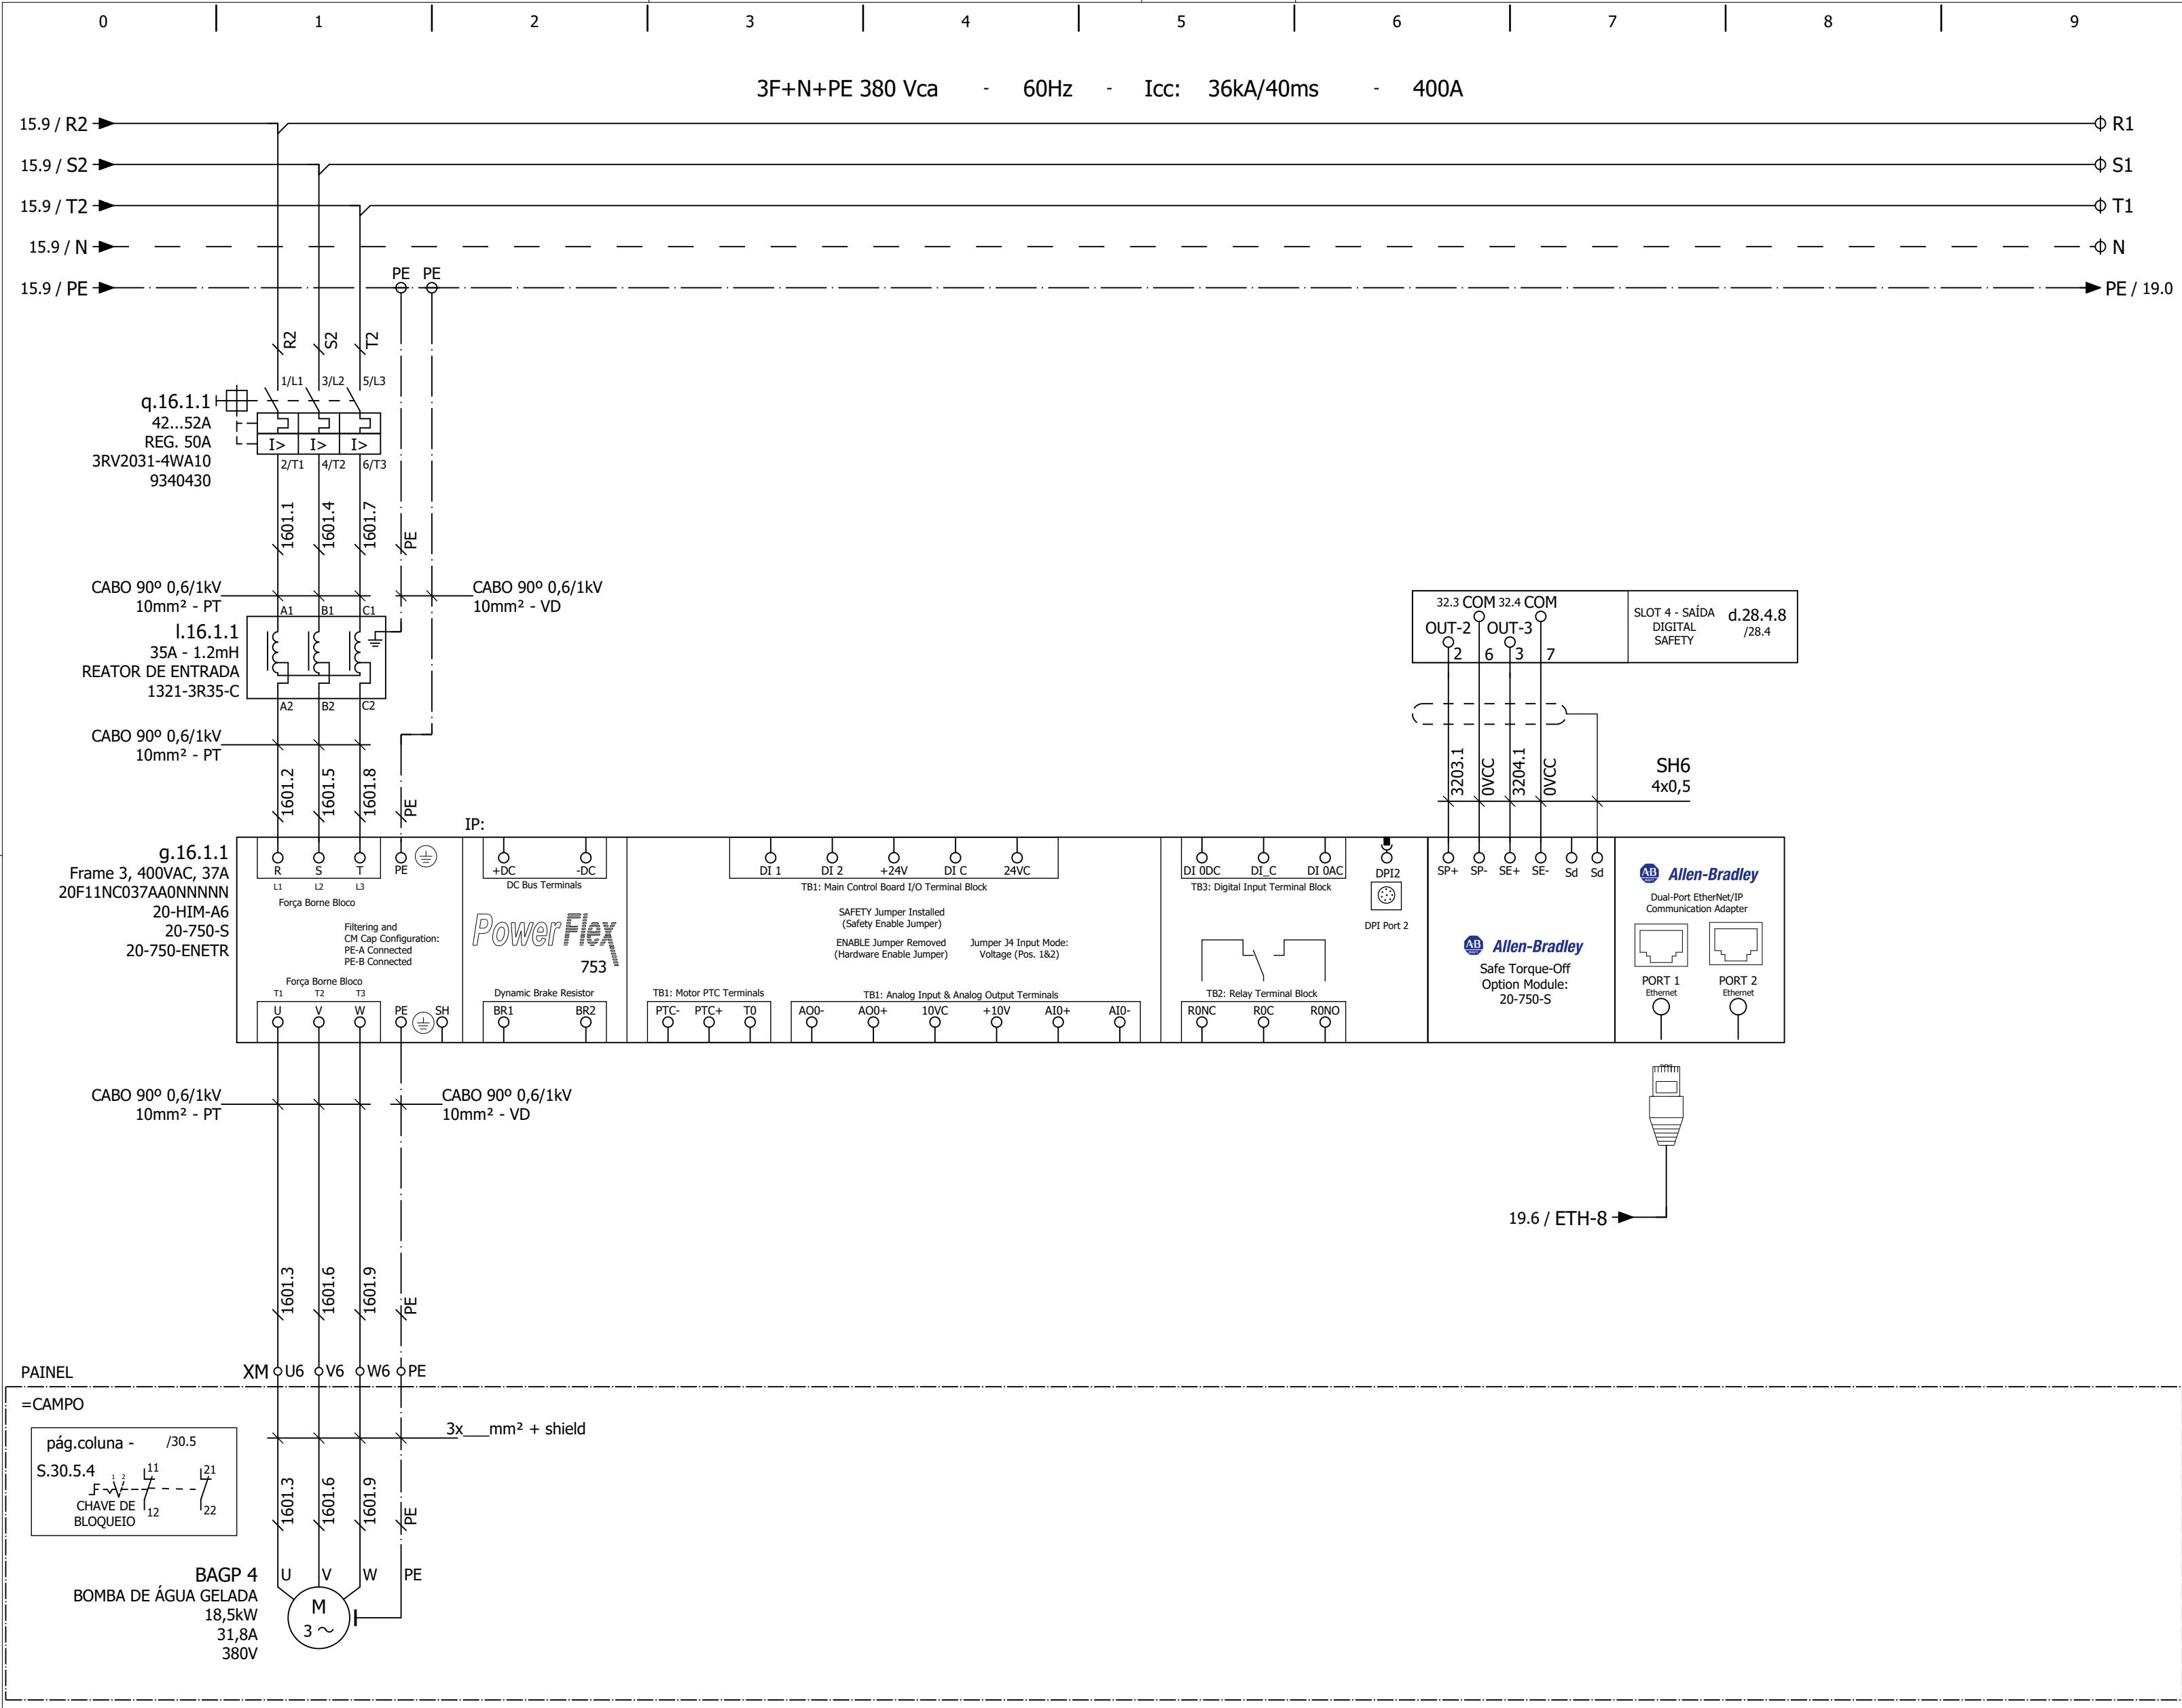 0 1 2 3 4 5 6 7 8 9
3F+N+PE 380 Vca - 60Hz - Icc: 36kA/40ms - 400A
15.9 / R2 R1
15.9 / S2 S1
15.9 / T2 T1
15.9 / N N
PE PE
15.9 / PE PE / 19.0
R2 S2 T2
1/L1 3/L2 5/L3
q.16.1.1
42...52A
REG. 50A
3RV2031-4WA10
9340430
I> I> I>
2/T1 4/T2 6/T3
1601.1 1601.4 1601.7 PE
CABO 90º 0,6/1kV
10mm² - PT
CABO 90º 0,6/1kV
10mm² - VD
A1 B1 C1
l.16.1.1
35A - 1.2mH
REATOR DE ENTRADA
1321-3R35-C
A2 B2 C2
CABO 90º 0,6/1kV
10mm² - PT
1601.2 1601.5 1601.8 PE
32.3 COM 32.4 COM
OUT-2 OUT-3
2 6 3 7
SLOT 4 - SAÍDA
DIGITAL
SAFETY
d.28.4.8
/28.4
3203.1 0VCC 3204.1 0VCC
SH6
4x0,5
IP:
g.16.1.1
Frame 3, 400VAC, 37A
20F11NC037AA0NNNNN
20-HIM-A6
20-750-S
20-750-ENETR
R S T PE
L1 L2 L3
Força Borne Bloco
Filtering and
CM Cap Configuration:
PE-A Connected
PE-B Connected
Força Borne Bloco
T1 T2 T3
U V W PE SH
+DC -DC
DC Bus Terminals
PowerFlex
753
Dynamic Brake Resistor
BR1 BR2
DI 1 DI 2 +24V DI C 24VC
TB1: Main Control Board I/O Terminal Block
SAFETY Jumper Installed
(Safety Enable Jumper)
ENABLE Jumper Removed
(Hardware Enable Jumper)
Jumper J4 Input Mode:
Voltage (Pos. 1&2)
TB1: Motor PTC Terminals
PTC- PTC+ T0
TB1: Analog Input & Analog Output Terminals
AO0- AO0+ 10VC +10V AI0+ AI0-
DI 0DC DI_C DI 0AC
TB3: Digital Input Terminal Block
TB2: Relay Terminal Block
R0NC R0C R0NO
DPI2
DPI Port 2
SP+ SP- SE+ SE- Sd Sd
AB Allen-Bradley
Safe Torque-Off
Option Module:
20-750-S
AB Allen-Bradley
Dual-Port EtherNet/IP
Communication Adapter
PORT 1 PORT 2
Ethernet Ethernet
CABO 90º 0,6/1kV
10mm² - PT
CABO 90º 0,6/1kV
10mm² - VD
19.6 / ETH-8
1601.3 1601.6 1601.9 PE
PAINEL
XM U6 V6 W6 PE
=CAMPO
3x___mm² + shield
pág.coluna - /30.5
S.30.5.4
1 2 11 21
CHAVE DE
BLOQUEIO
12 22
1601.3 1601.6 1601.9 PE
U V W PE
BAGP 4
BOMBA DE ÁGUA GELADA
18,5kW
31,8A
380V
M
3 ~